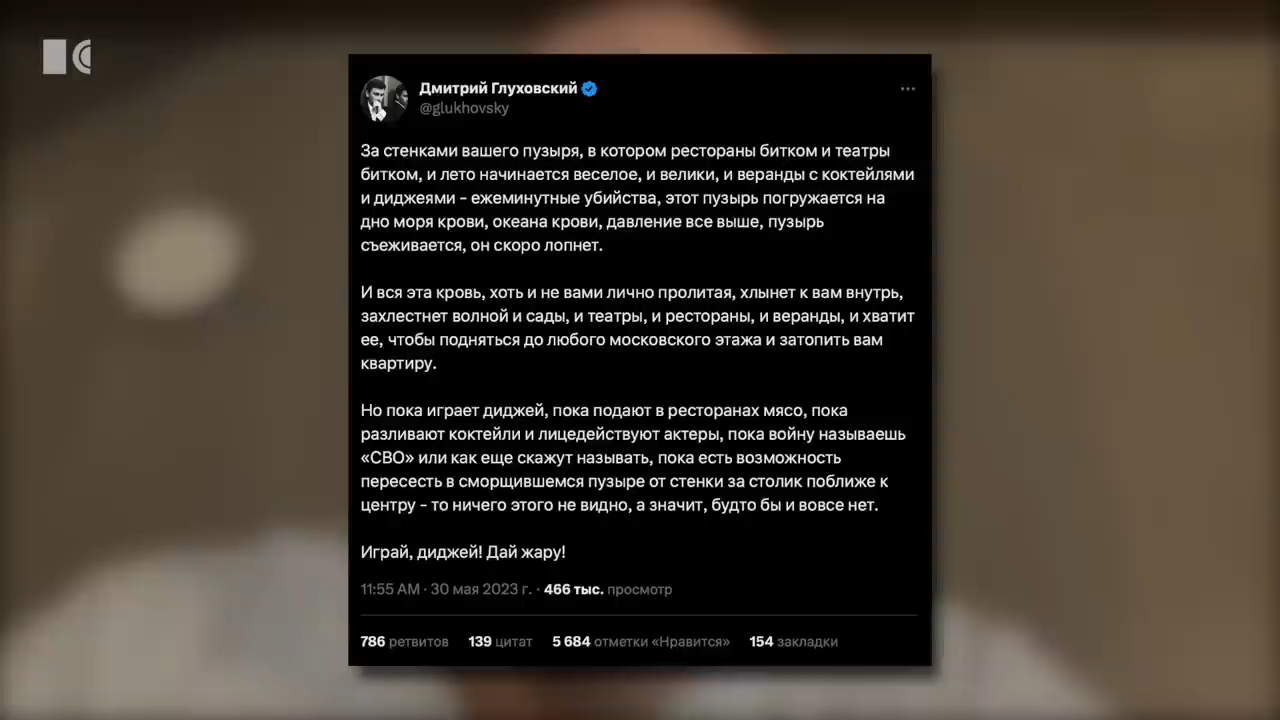 Дмитрий Глуховский
@glukhovsky
За стенками вашего пузыря, в котором рестораны битком и театры
битком, и лето начинается веселое, и велики, и веранды с коктейлями
и диджеями - ежеминутные убийства, этот пузырь погружается на
дно моря крови, океана крови, давление все выше, пузырь
съеживается, он скоро лопнет.
И вся эта кровь, хоть и не вами лично пролитая, хлынет к вам внутрь,
захлестнет волной и сады, и театры, и рестораны, и веранды, и хватит
ее, чтобы подняться до любого московского этажа и затопить вам
квартиру.
Но пока играет диджей, пока подают в ресторанах мясо, пока
разливают коктейли и лицедействуют актеры, пока войну называешь
«СВО» или как еще скажут называть, пока есть возможность
пересесть в сморщившемся пузыре от стенки за столик поближе к
центру - то ничего этого не видно, а значит, будто бы и вовсе нет.
Играй, диджей! Дай жару!
11:55 AM · 30 мая 2023 г. · 466 тыс. просмотр
786 ретвитов 139 цитат 5 684 отметки «Нравится» 154 закладки